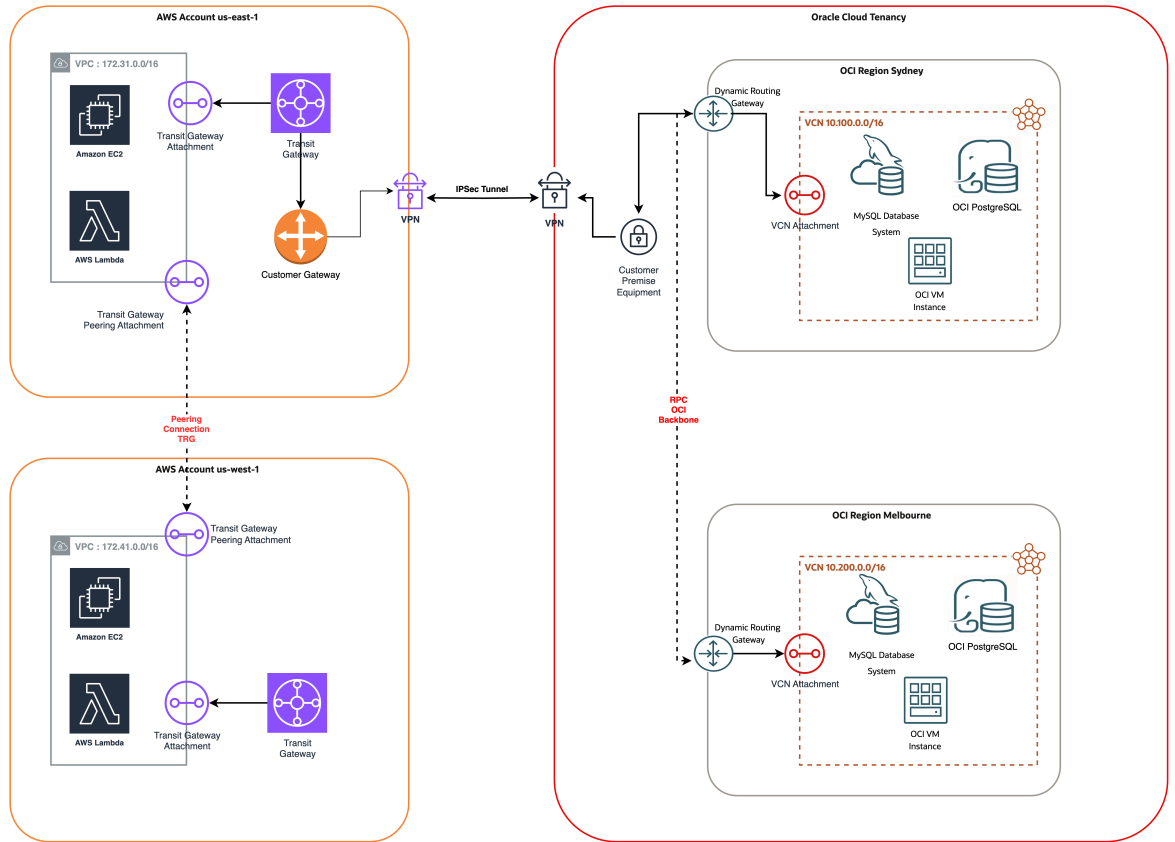 AWS Account us-east-1
VPC : 172.31.0.0/16
Amazon EC2
Transit Gateway
Attachment
Transit
Gateway
AWS Lambda
Customer Gateway
Transit Gateway
Peering Attachment
VPN
IPSec Tunnel
Peering
Connection
TRG
AWS Account us-west-1
Transit Gateway
Peering Attachment
VPC : 172.41.0.0/16
Amazon EC2
AWS Lambda
Transit Gateway
Attachment
Transit
Gateway
Oracle Cloud Tenancy
VPN
Customer
Premise
Equipment
OCI Region Sydney
Dynamic Routing
Gateway
VCN 10.100.0.0/16
VCN Attachment
MySQL Database
System
OCI PostgreSQL
OCI VM
Instance
RPC
OCI
Backbone
OCI Region Melbourne
VCN 10.200.0.0/16
Dynamic Routing
Gateway
VCN Attachment
MySQL Database
System
OCI PostgreSQL
OCI VM
Instance